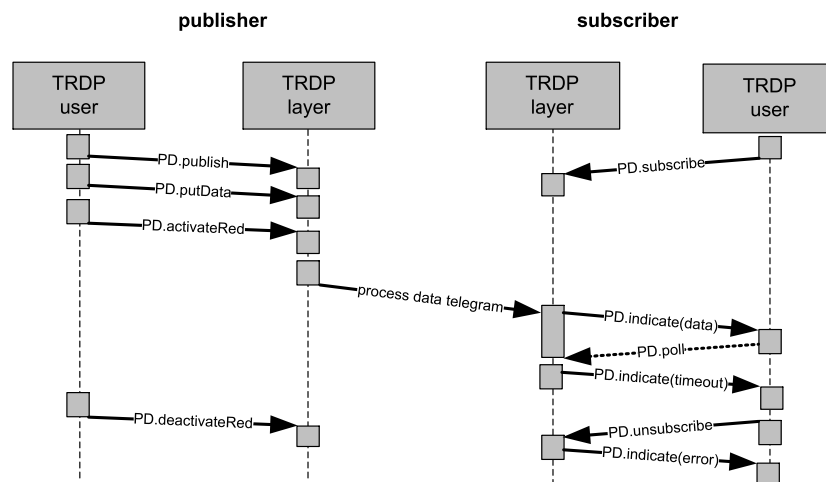 publisher
subscriber
TRDP
user
TRDP
layer
TRDP
layer
TRDP
user
PD.publish
PD.subscribe
PD.putData
PD.activateRed
process data telegram
PD.indicate(data)
PD.poll
PD.indicate(timeout)
PD.deactivateRed
PD.unsubscribe
PD.indicate(error)